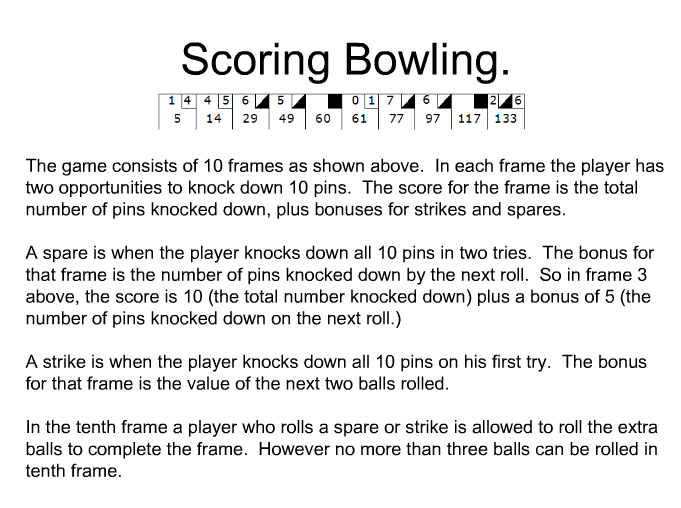 Scoring Bowling.
1 4 4 5 6 5 0 1 7 6 2 6
5 14 29 49 60 61 77 97 117 133
The game consists of 10 frames as shown above.  In each frame the player has
two opportunities to knock down 10 pins.  The score for the frame is the total
number of pins knocked down, plus bonuses for strikes and spares.
A spare is when the player knocks down all 10 pins in two tries.  The bonus for
that frame is the number of pins knocked down by the next roll.  So in frame 3
above, the score is 10 (the total number knocked down) plus a bonus of 5 (the
number of pins knocked down on the next roll.)
A strike is when the player knocks down all 10 pins on his first try.  The bonus
for that frame is the value of the next two balls rolled.
In the tenth frame a player who rolls a spare or strike is allowed to roll the extra
balls to complete the frame.  However no more than three balls can be rolled in
tenth frame.